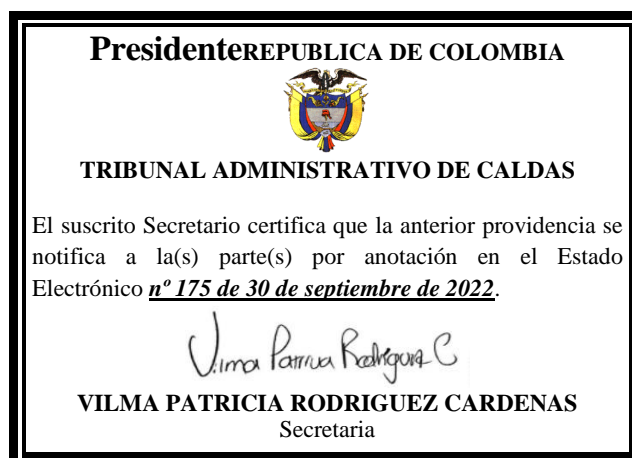 PresidenteREPUBLICA DE COLOMBIA
TRIBUNAL ADMINISTRATIVO DE CALDAS
El suscrito Secretario certifica que la anterior providencia se
notifica a la(s) parte(s) por anotación en el Estado
Electrónico nº 175 de 30 de septiembre de 2022.
Vilma Patricia Rodríguez C
VILMA PATRICIA RODRIGUEZ CARDENAS
Secretaria